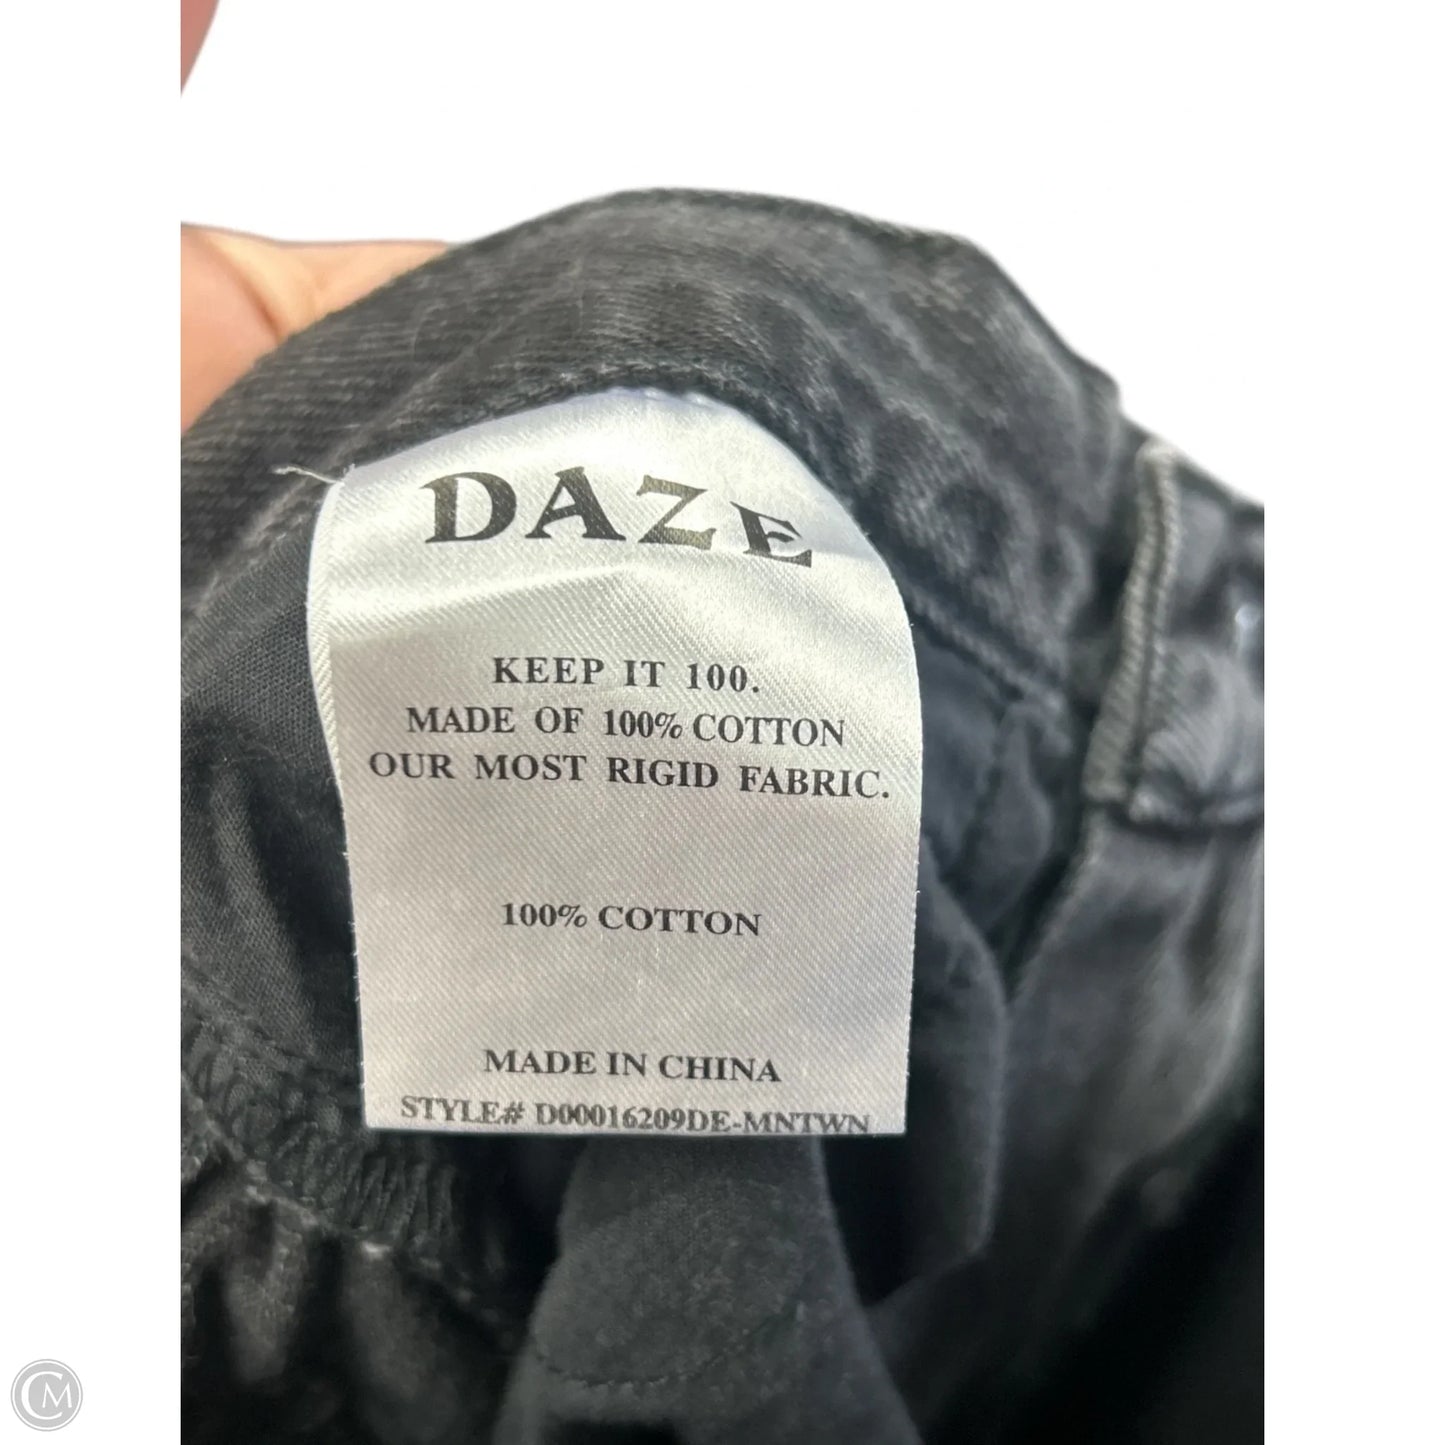 DAZE
KEEP IT 100.
MADE OF 100% COTTON
OUR MOST RIGID FABRIC.
100% COTTON
MADE IN CHINA
STYLE# D00016209DE-MNTWN
CM